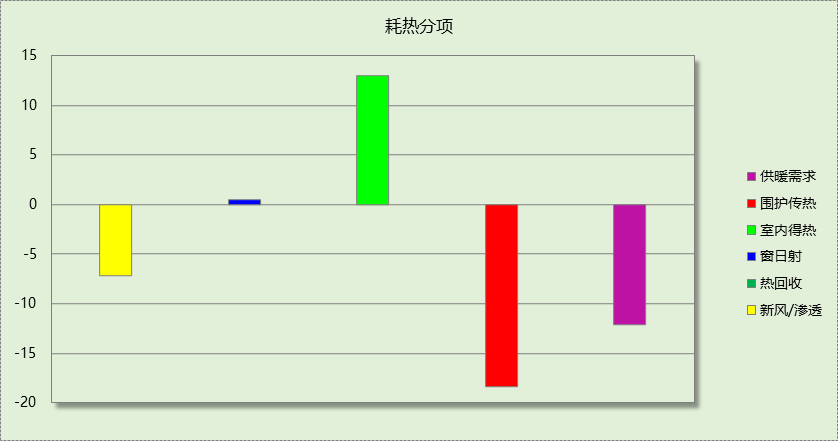 耗热分项
15
10
5
0
-5
-10
-15
-20
供暖需求
围护传热
室内得热
窗日射
热回收
新风/渗透